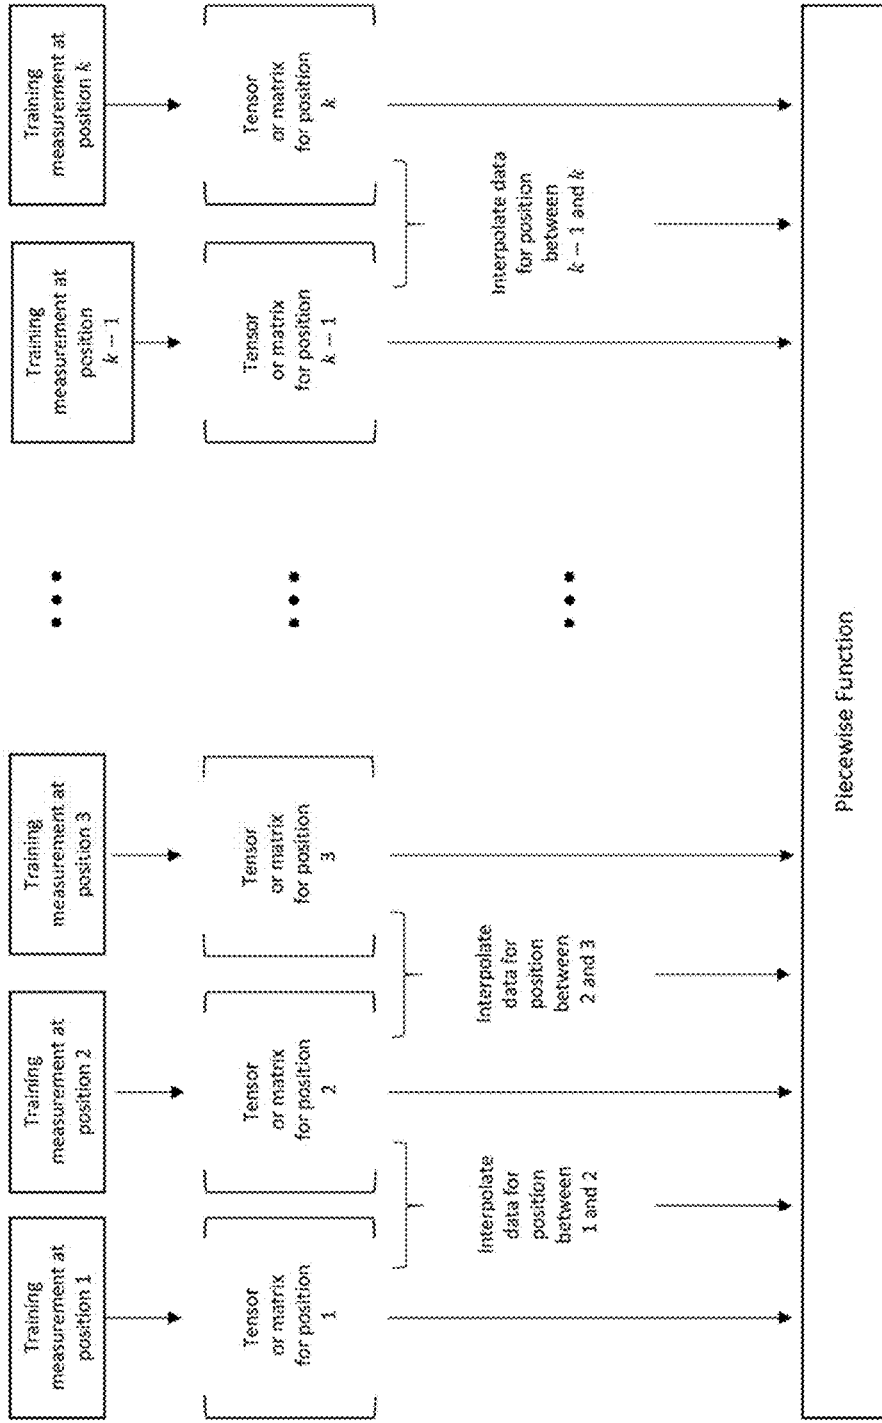 Training
measurement at
position 1
Training
measurement at
position 2
Training
measurement at
position 3
Training
measurement at
position
k − 1
Training
measurement at
position k
Tensor
or matrix
for position
1
Tensor
or matrix
for position
2
Tensor
or matrix
for position
3
Tensor
or matrix
for position
k − 1
Tensor
or matrix
for position
k
Interpolate
data for
position
between
1 and 2
Interpolate
data for
position
between
2 and 3
Interpolate data
for position
between
k − 1 and k
Piecewise Function